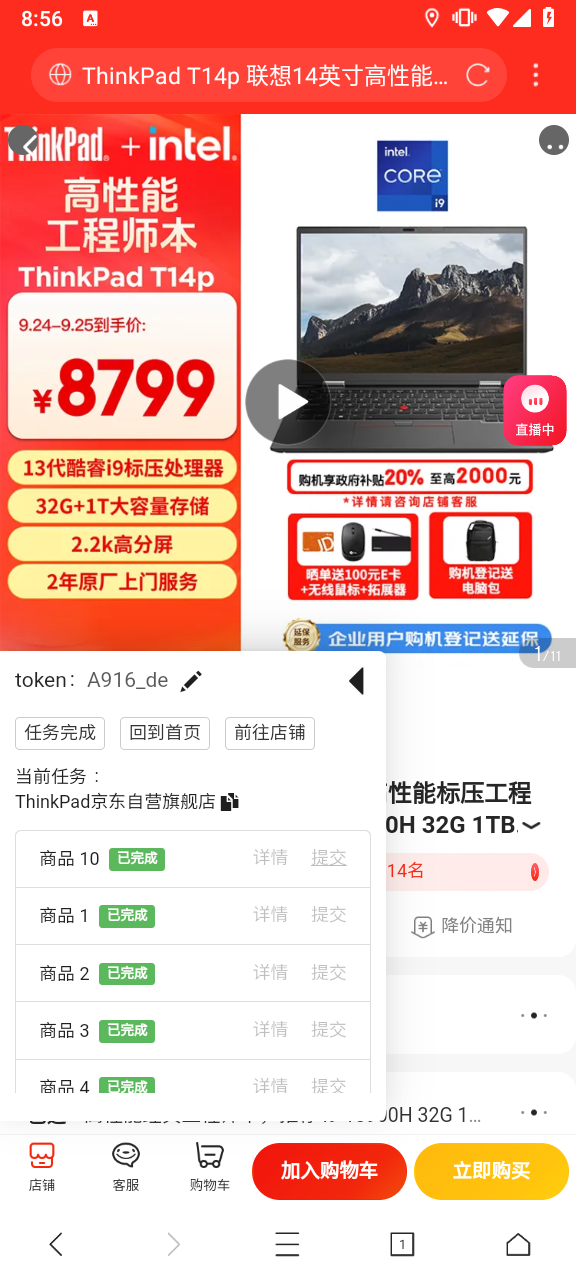 8:56
A
ThinkPad T14p 联想14英寸高性能...
ThinkPad + intel.
高性能
工程师本
ThinkPad T14p
9.24-9.25到手价:
¥8799
13代酷睿i9标压处理器
32G+1T大容量存储
2.2k高分屏
2年原厂上门服务
intel.
CORE
i9
直播中
购机享政府补贴20% 至高2000元
*详情请咨询店铺客服
晒单送100元E卡
+无线鼠标+拓展器
购机登记送
电脑包
延保
服务
企业用户购机登记送延保
1/11
token: A916_de
任务完成
回到首页
前往店铺
当前任务：
ThinkPad京东自营旗舰店
商品 10 已完成 详情 提交
商品 1 已完成 详情 提交
商品 2 已完成 详情 提交
商品 3 已完成 详情 提交
商品 4 已完成 详情 提交
性能标压工程
0H 32G 1TB.
14名
降价通知
00H 32G 1...
店铺
客服
购物车
加入购物车
立即购买
1